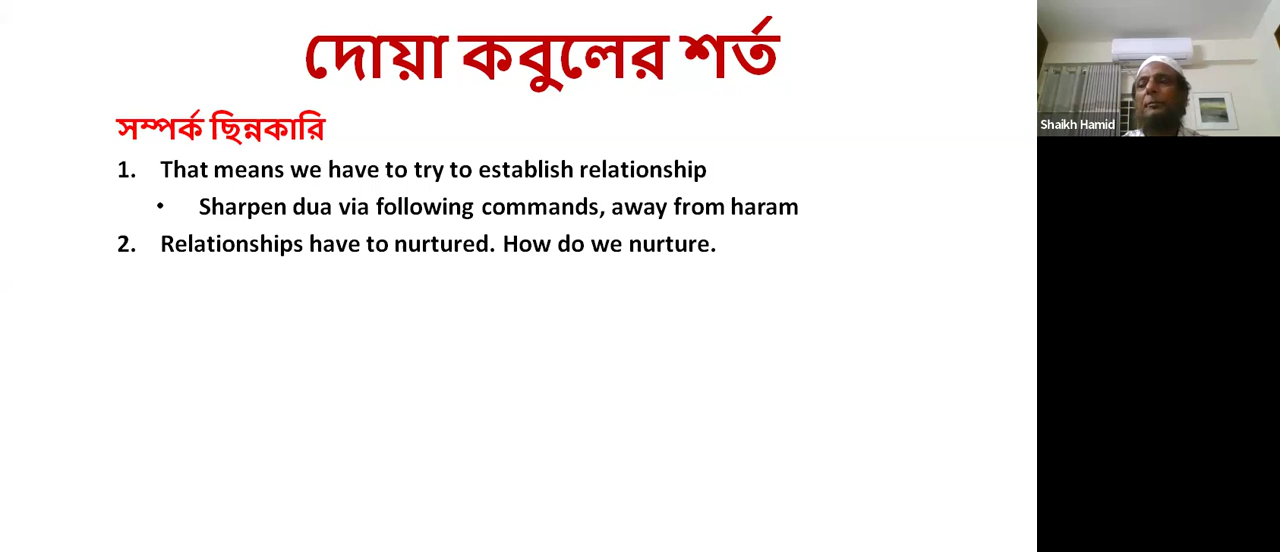 দোয়া কবুলের শর্ত
সম্পর্ক ছিন্নকারি
1. That means we have to try to establish relationship
• Sharpen dua via following commands, away from haram
2. Relationships have to nurtured. How do we nurture.
Shaikh Hamid